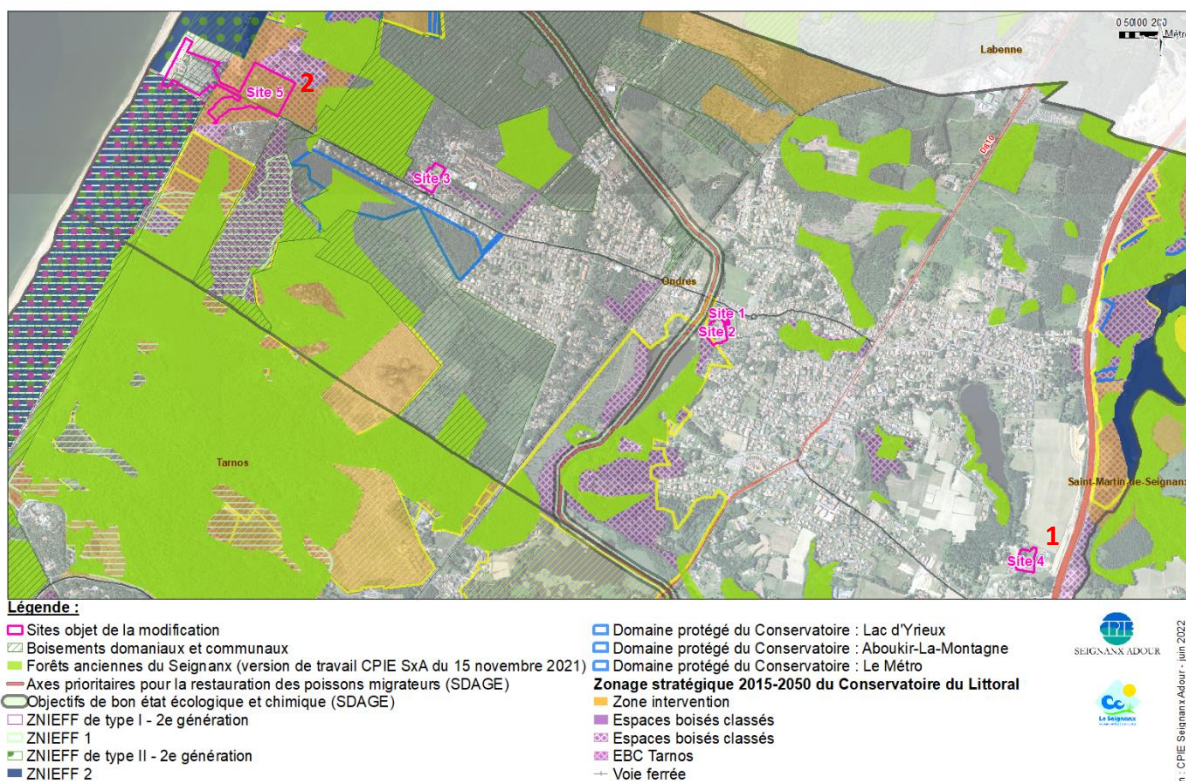 0 50100 200
Mètre
Labenne
2
Site 5
D810
Site 3
Ondres
Site 1
Site 2
Tarnos
Saint-Martin-de-Seignanx
1
Site 4
Légende :
Sites objet de la modification
Boisements domaniaux et communaux
Forêts anciennes du Seignanx (version de travail CPIE SxA du 15 novembre 2021)
Axes prioritaires pour la restauration des poissons migrateurs (SDAGE)
Objectifs de bon état écologique et chimique (SDAGE)
ZNIEFF de type I - 2e génération
ZNIEFF 1
ZNIEFF de type II - 2e génération
ZNIEFF 2
Domaine protégé du Conservatoire : Lac d'Yrieux
Domaine protégé du Conservatoire : Aboukir-La-Montagne
Domaine protégé du Conservatoire : Le Métro
Zonage stratégique 2015-2050 du Conservatoire du Littoral
Zone intervention
Espaces boisés classés
Espaces boisés classés
EBC Tarnos
Voie ferrée
CPIE
SEIGNANX ADOUR
Cc
Le Seignanx
n : CPIE Seignanx Adour - juin 2022